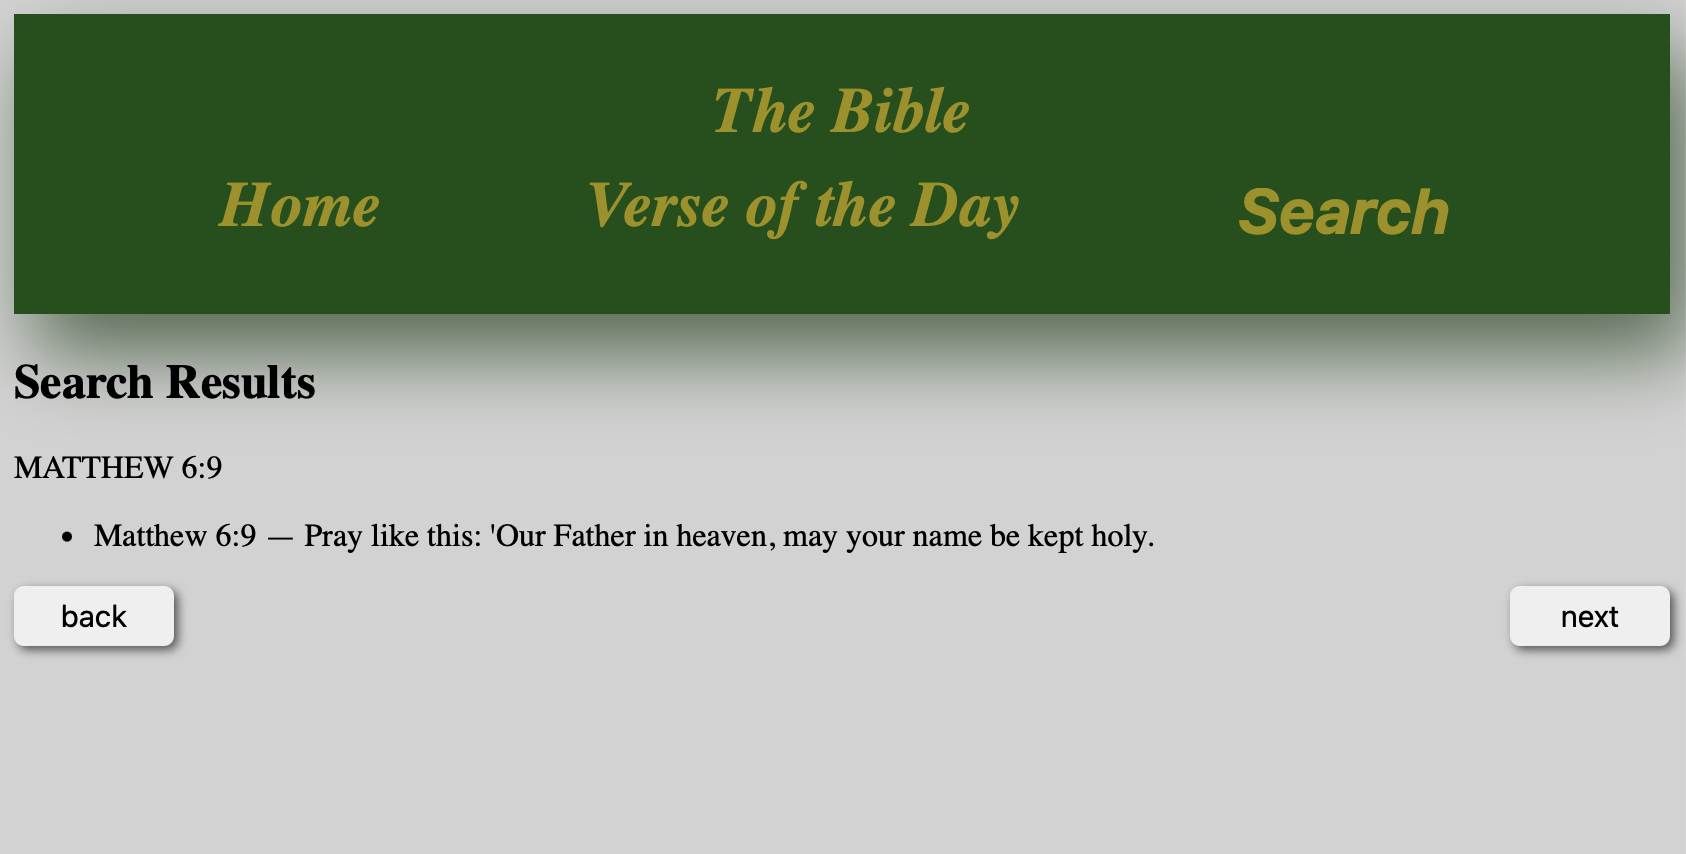 The Bible
Home Verse of the Day Search
Search Results
MATTHEW 6:9
• Matthew 6:9 — Pray like this: 'Our Father in heaven, may your name be kept holy.
back next